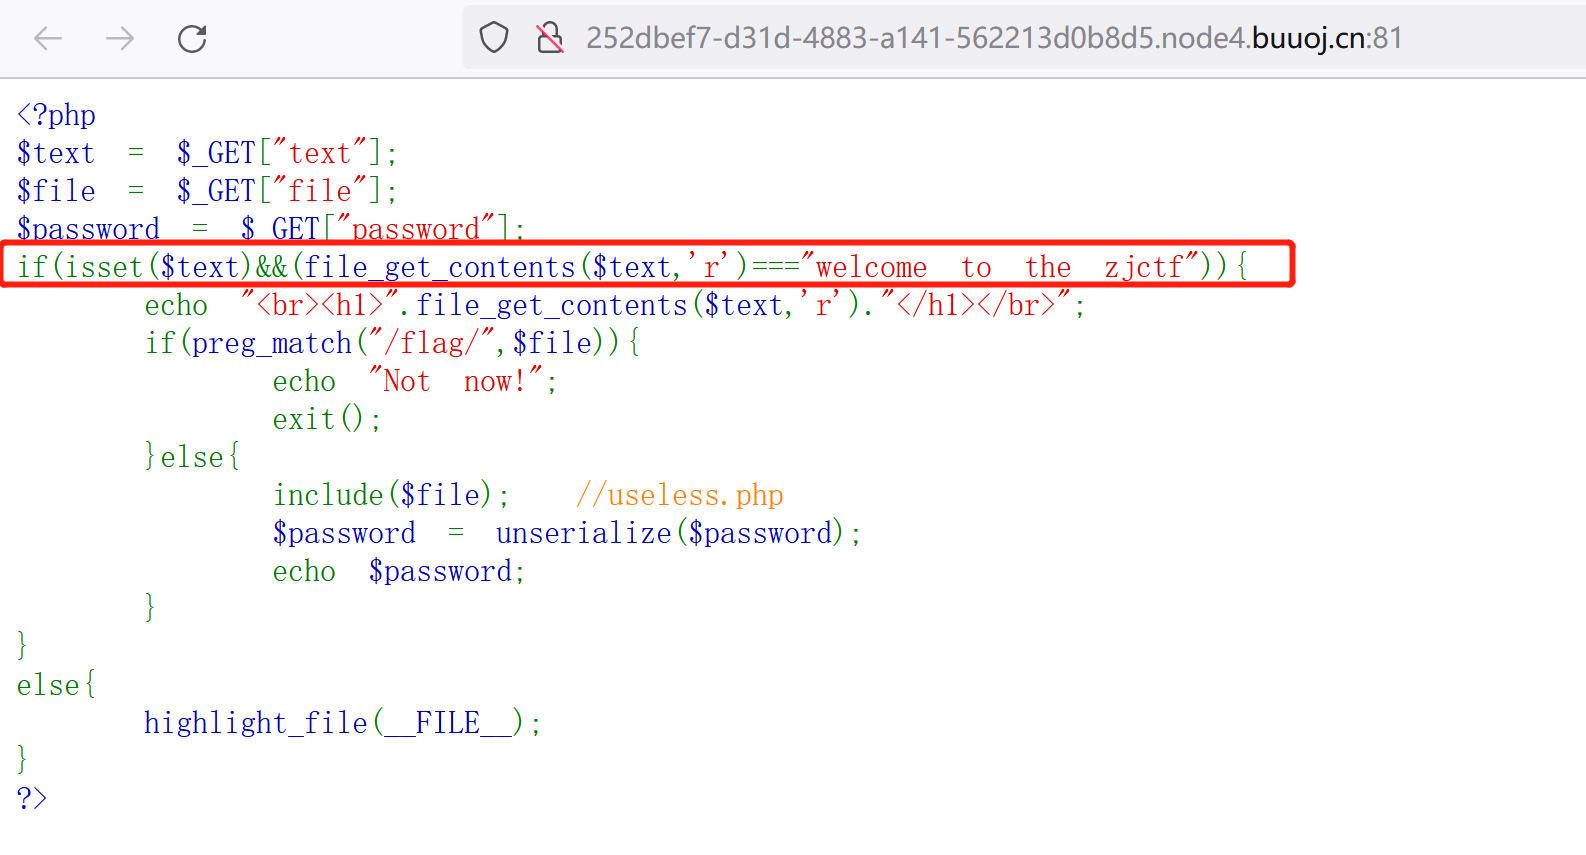 252dbef7-d31d-4883-a141-562213d0b8d5.node4.buuoj.cn:81
<?php
$text = $_GET["text"];
$file = $_GET["file"];
$password = $_GET["password"];
if(isset($text)&&(file_get_contents($text,'r')==="welcome to the zjctf")){
    echo "<br><h1>".file_get_contents($text,'r')."</h1></br>";
    if(preg_match("/flag/",$file)){
        echo "Not now!";
        exit();
    }else{
        include($file);  //useless.php
        $password = unserialize($password);
        echo $password;
    }
}
else{
    highlight_file(__FILE__);
}
?>